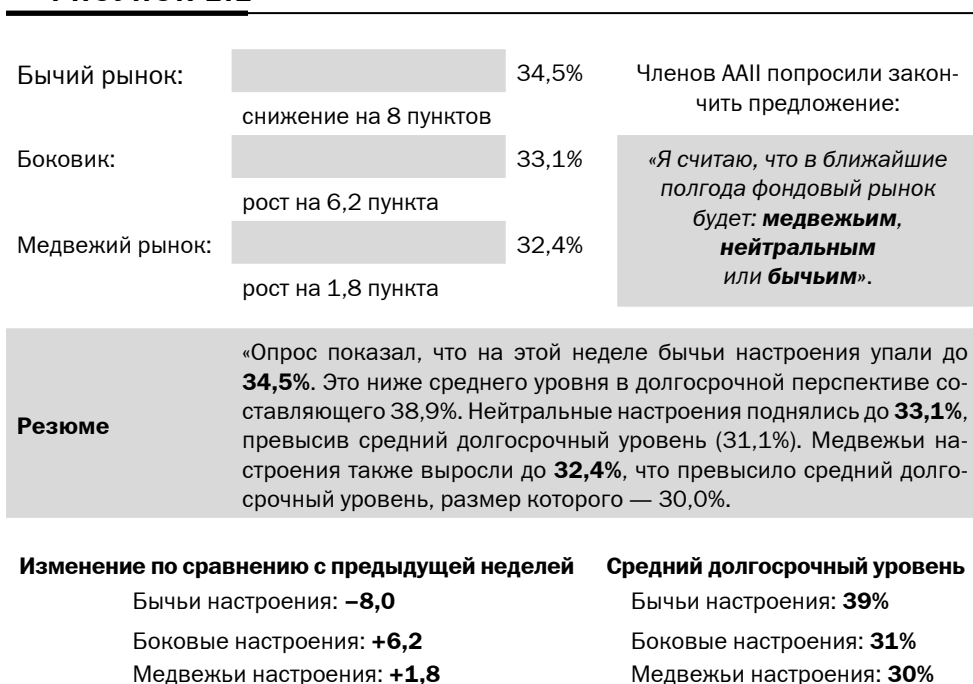 Бычий рынок: 34,5%
снижение на 8 пунктов
Боковик: 33,1%
рост на 6,2 пункта
Медвежий рынок: 32,4%
рост на 1,8 пункта
Членов AAII попросили закон-
чить предложение:
«Я считаю, что в ближайшие
полгода фондовый рынок
будет: медвежьим,
нейтральным
или бычьим».
Резюме
«Опрос показал, что на этой неделе бычьи настроения упали до
34,5%. Это ниже среднего уровня в долгосрочной перспективе со-
ставляющего 38,9%. Нейтральные настроения поднялись до 33,1%,
превысив средний долгосрочный уровень (31,1%). Медвежьи на-
строения также выросли до 32,4%, что превысило средний долго-
срочный уровень, размер которого — 30,0%.
Изменение по сравнению с предыдущей неделей
Бычьи настроения: –8,0
Боковые настроения: +6,2
Медвежьи настроения: +1,8
Средний долгосрочный уровень
Бычьи настроения: 39%
Боковые настроения: 31%
Медвежьи настроения: 30%